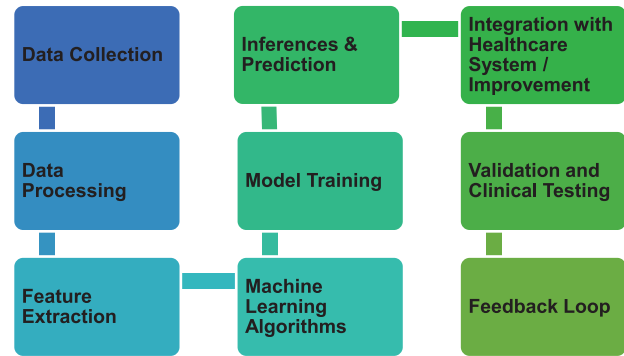 Data Collection
Data
Processing
Feature
Extraction
Machine
Learning
Algorithms
Model Training
Inferences &
Prediction
Integration with
Healthcare
System /
Improvement
Validation and
Clinical Testing
Feedback Loop